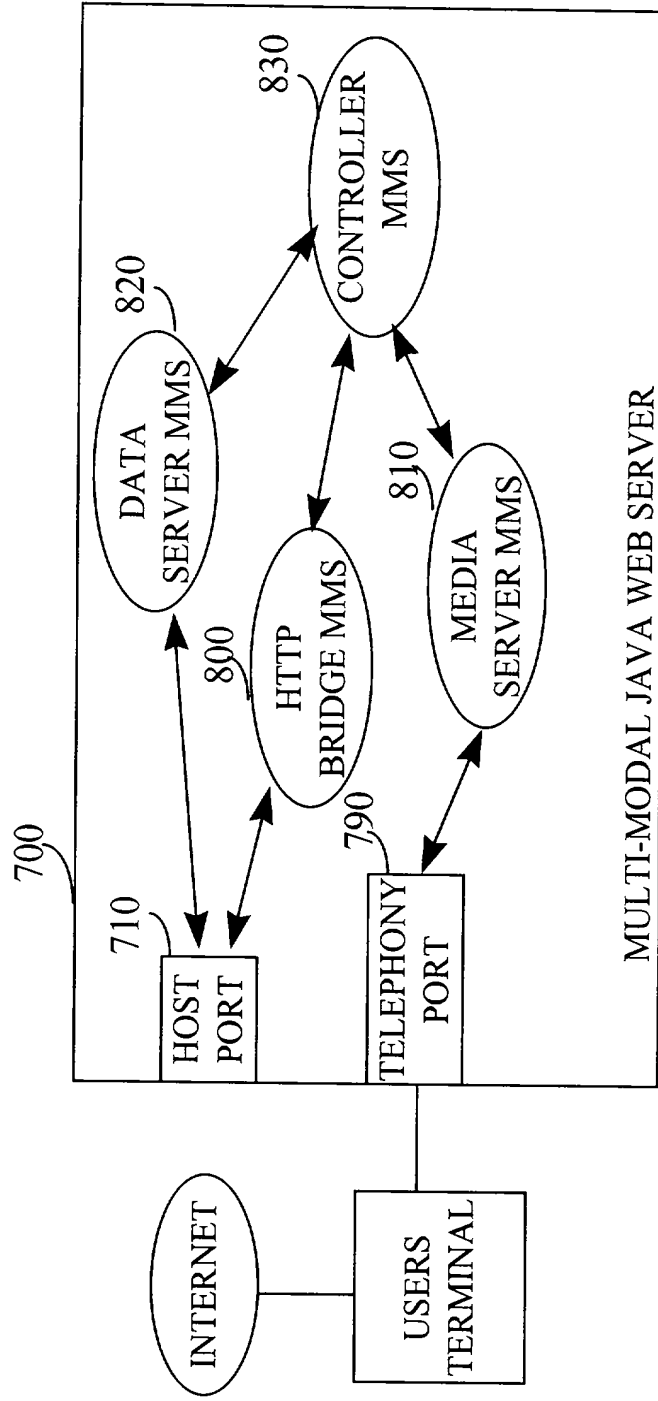 700
710
HOST
PORT
DATA
SERVER MMS
820
800
HTTP
BRIDGE MMS
CONTROLLER
MMS
830
INTERNET
USERS
TERMINAL
790
TELEPHONY
PORT
810
MEDIA
SERVER MMS
MULTI-MODAL JAVA WEB SERVER